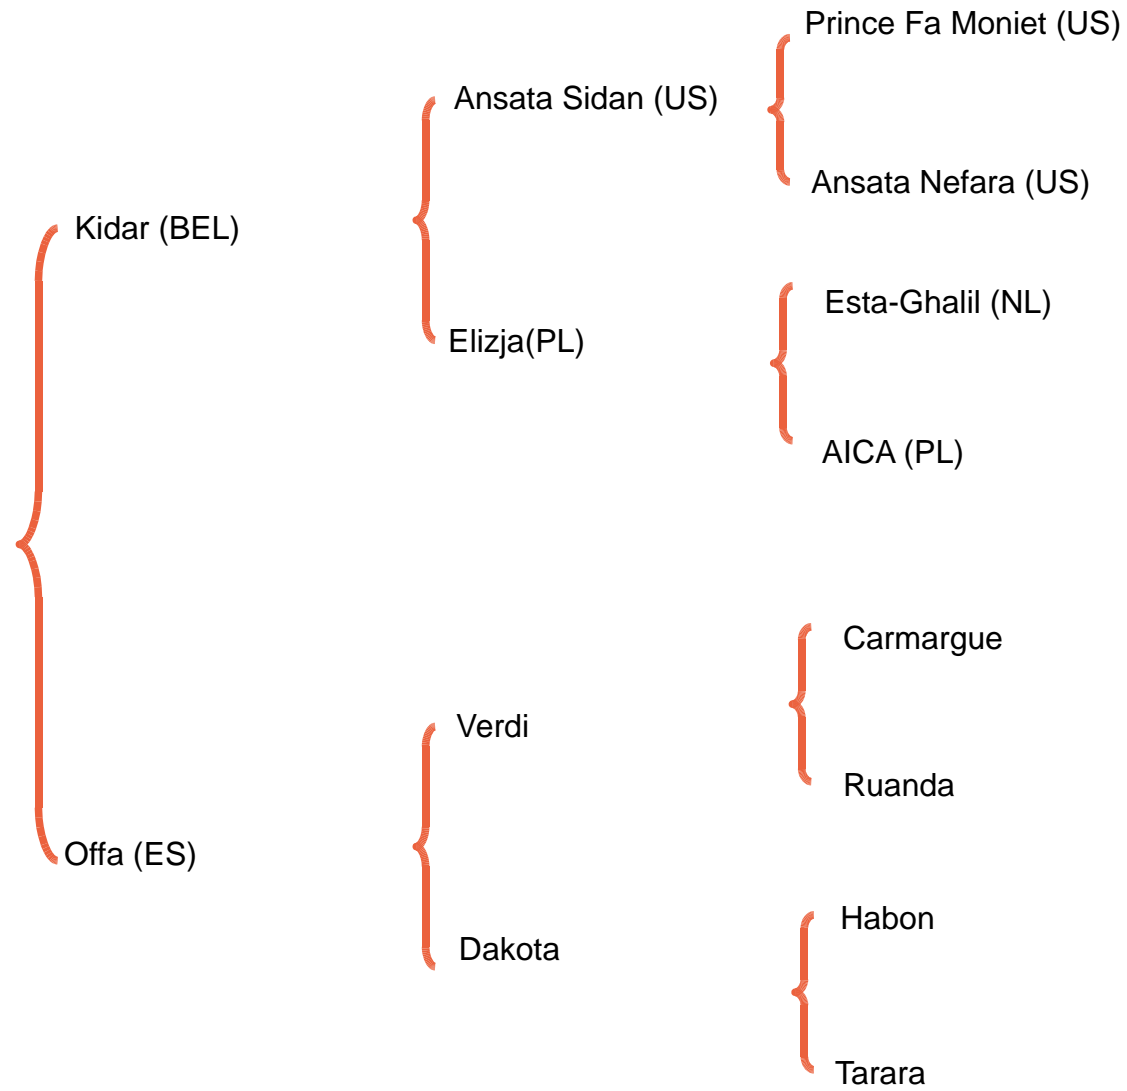 Prince Fa Moniet (US)
Ansata Sidan (US)
Ansata Nefara (US)
Kidar (BEL)
Esta-Ghalil (NL)
Elizja(PL)
AICA (PL)
Carmargue
Verdi
Ruanda
Offa (ES)
Habon
Dakota
Tarara